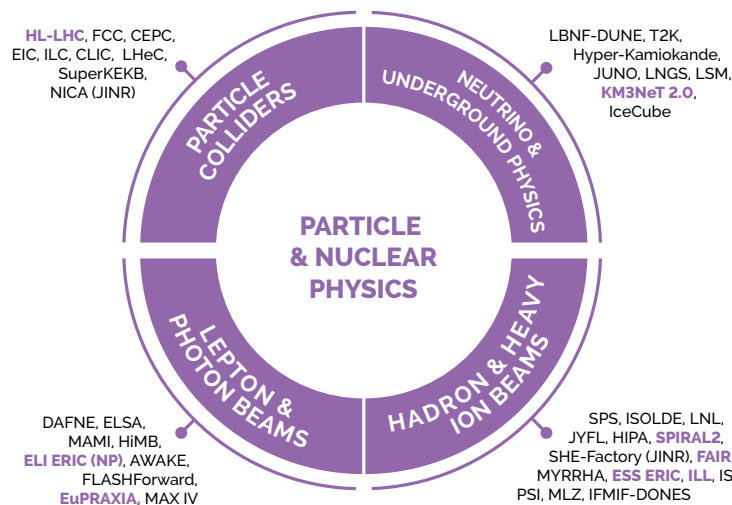 HL-LHC, FCC, CEPC,
EIC, ILC, CLIC, LHeC,
SuperKEKB,
NICA (JINR)
PARTICLE
COLLIDERS
LBNF-DUNE, T2K,
Hyper-Kamiokande,
JUNO, LNGS, LSM,
KM3NeT 2.0,
IceCube
NEUTRINO &
UNDERGROUND PHYSICS
PARTICLE
& NUCLEAR
PHYSICS
LEPTON &
PHOTON BEAMS
DAFNE, ELSA,
MAMI, HiMB,
ELI ERIC (NP), AWAKE,
FLASHForward,
EuPRAXIA, MAX IV
HADRON & HEAVY
ION BEAMS
SPS, ISOLDE, LNL,
JYFL, HIPA, SPIRAL2,
SHE-Factory (JINR), FAIR,
MYRRHA, ESS ERIC, ILL,
PSI, MLZ, IFMIF-DONES